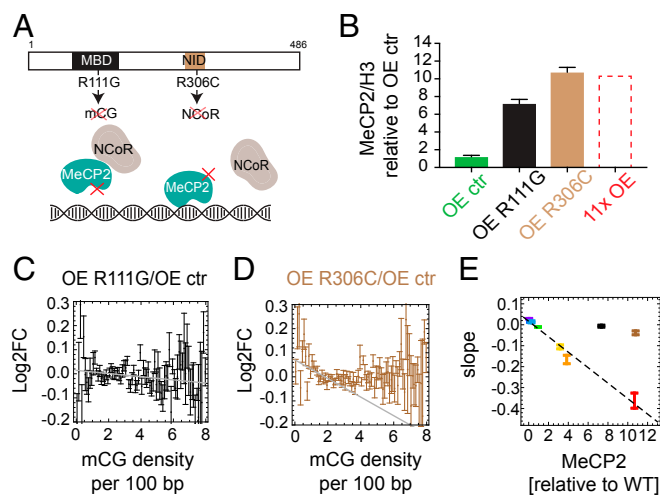 A
1
486
MBD
NID
R111G
R306C
mCG
NCoR
NCoR
NCoR
MeCP2
MeCP2
B
MeCP2/H3
relative to OE ctr
14
12
10
8
6
4
2
0
OE ctr
OE R111G
OE R306C
11x OE
C
OE R111G/OE ctr
Log2FC
0.3
0.2
0.1
0.0
-0.1
-0.2
0 2 4 6 8
mCG density
per 100 bp
D
OE R306C/OE ctr
Log2FC
0.3
0.2
0.1
0.0
-0.1
-0.2
0 2 4 6 8
mCG density
per 100 bp
E
slope
0.1
0.0
-0.1
-0.2
-0.3
-0.4
0 2 4 6 8 10 12
MeCP2
[relative to WT]